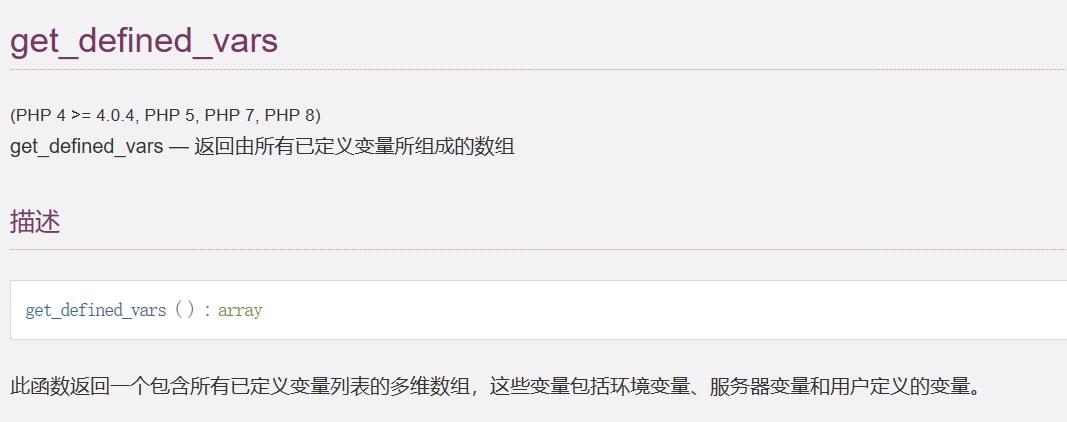 get_defined_vars
(PHP 4 >= 4.0.4, PHP 5, PHP 7, PHP 8)
get_defined_vars — 返回由所有已定义变量所组成的数组
描述
get_defined_vars ( ) : array
此函数返回一个包含所有已定义变量列表的多维数组，这些变量包括环境变量、服务器变量和用户定义的变量。